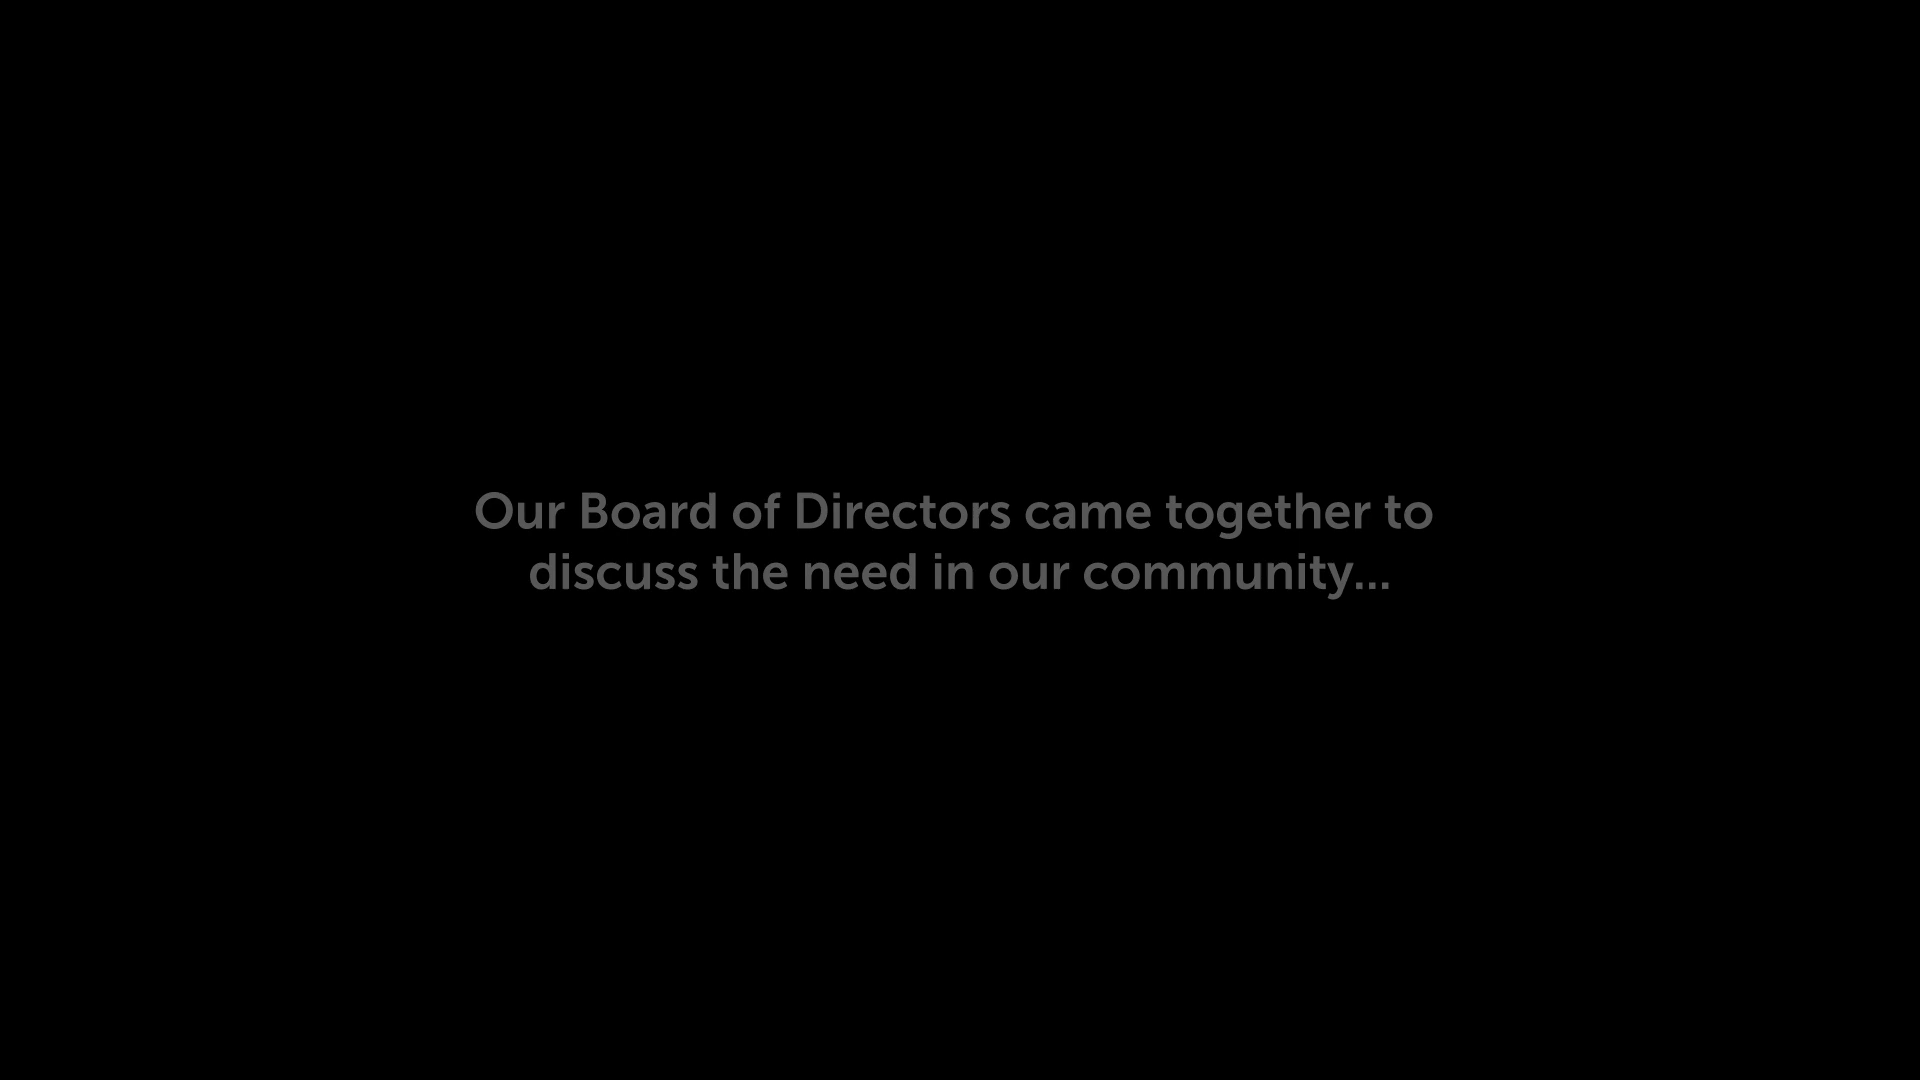 Our Board of Directors came together to
discuss the need in our community...